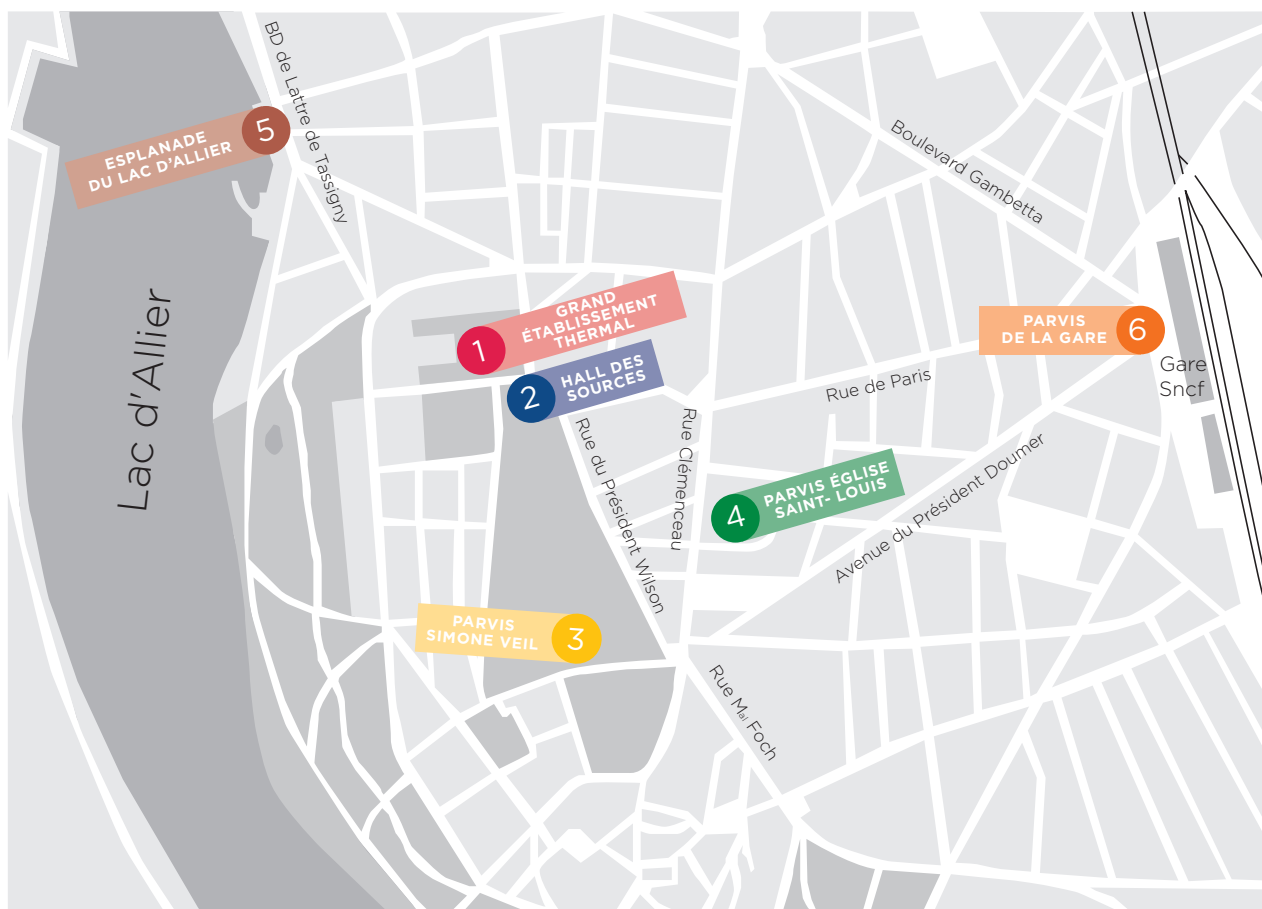 BD de Lattre de Tassigny
5
ESPLANADE
DU LAC D'ALLIER
Boulevard Gambetta
Lac d'Allier
1
GRAND
ÉTABLISSEMENT
THERMAL
2
HALL DES
SOURCES
PARVIS
DE LA GARE
6
Gare
Sncf
Rue de Paris
Rue du Président Wilson
Rue Clémenceau
4
PARVIS ÉGLISE
SAINT- LOUIS
Avenue du Président Doumer
PARVIS
SIMONE VEIL
3
Rue Mal Foch